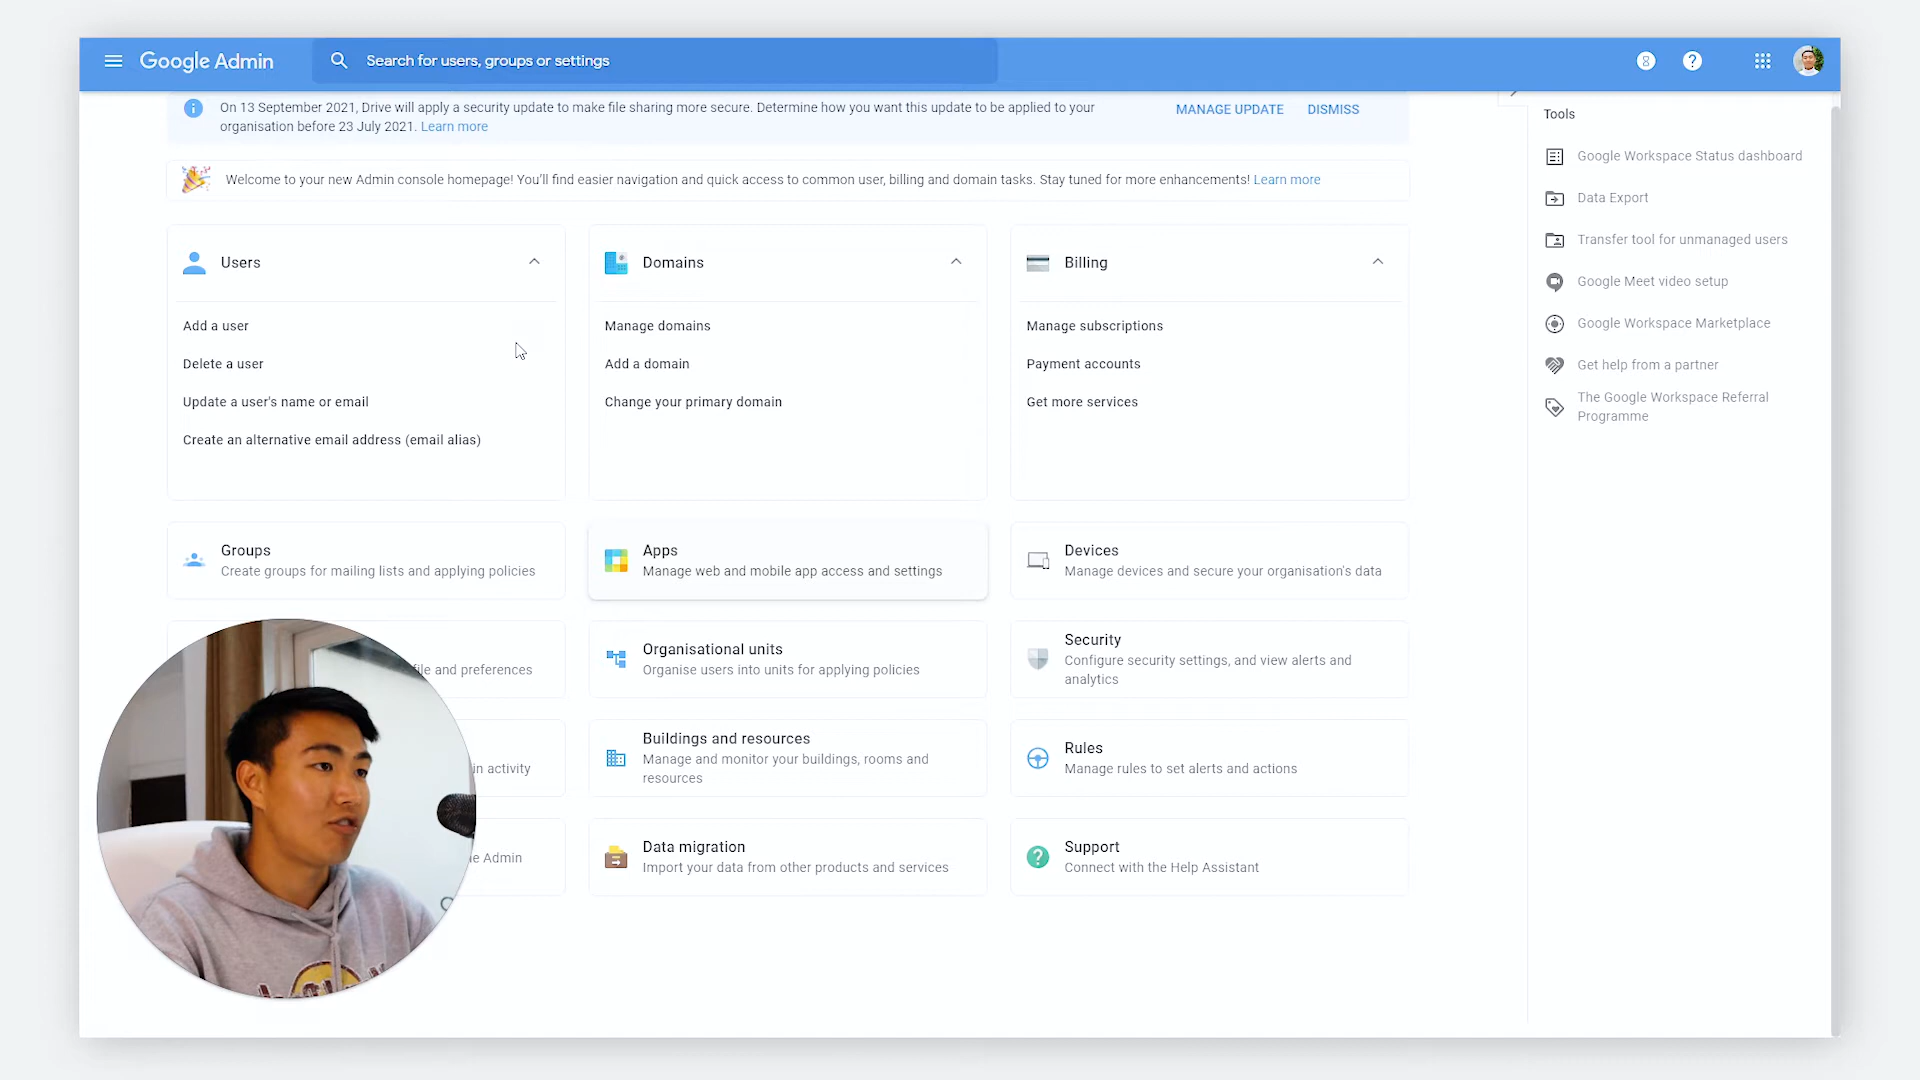 Google Admin
Search for users, groups or settings
On 13 September 2021, Drive will apply a security update to make file sharing more secure. Determine how you want this update to be applied to your
organisation before 23 July 2021. Learn more
MANAGE UPDATE
DISMISS
Welcome to your new Admin console homepage! You'll find easier navigation and quick access to common user, billing and domain tasks. Stay tuned for more enhancements! Learn more
Users
Add a user
Delete a user
Update a user's name or email
Create an alternative email address (email alias)
Domains
Manage domains
Add a domain
Change your primary domain
Billing
Manage subscriptions
Payment accounts
Get more services
Groups
Create groups for mailing lists and applying policies
Apps
Manage web and mobile app access and settings
Devices
Manage devices and secure your organisation's data
and preferences
Organisational units
Organise users into units for applying policies
Security
Configure security settings, and view alerts and
analytics
activity
Buildings and resources
Manage and monitor your buildings, rooms and
resources
Rules
Manage rules to set alerts and actions
Admin
Data migration
Import your data from other products and services
Support
Connect with the Help Assistant
Tools
Google Workspace Status dashboard
Data Export
Transfer tool for unmanaged users
Google Meet video setup
Google Workspace Marketplace
Get help from a partner
The Google Workspace Referral
Programme